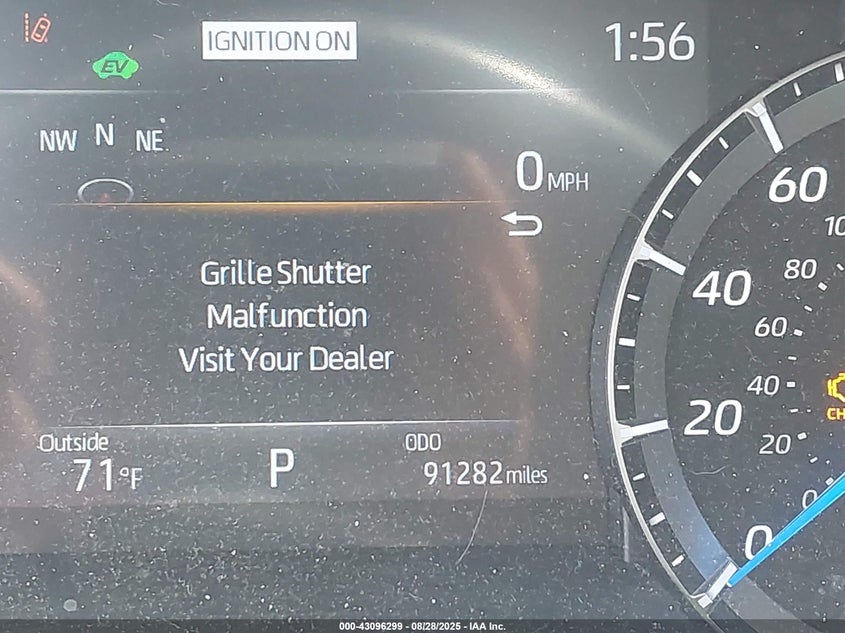 IGNITION ON
1:56
EV
NW N NE
0 MPH
Grille Shutter
Malfunction
Visit Your Dealer
Outside
71°F
P
ODO
91282 miles
60
40
20
0
80
60
40
20
0
000-43096299 - 08/28/2025 - IAA Inc.